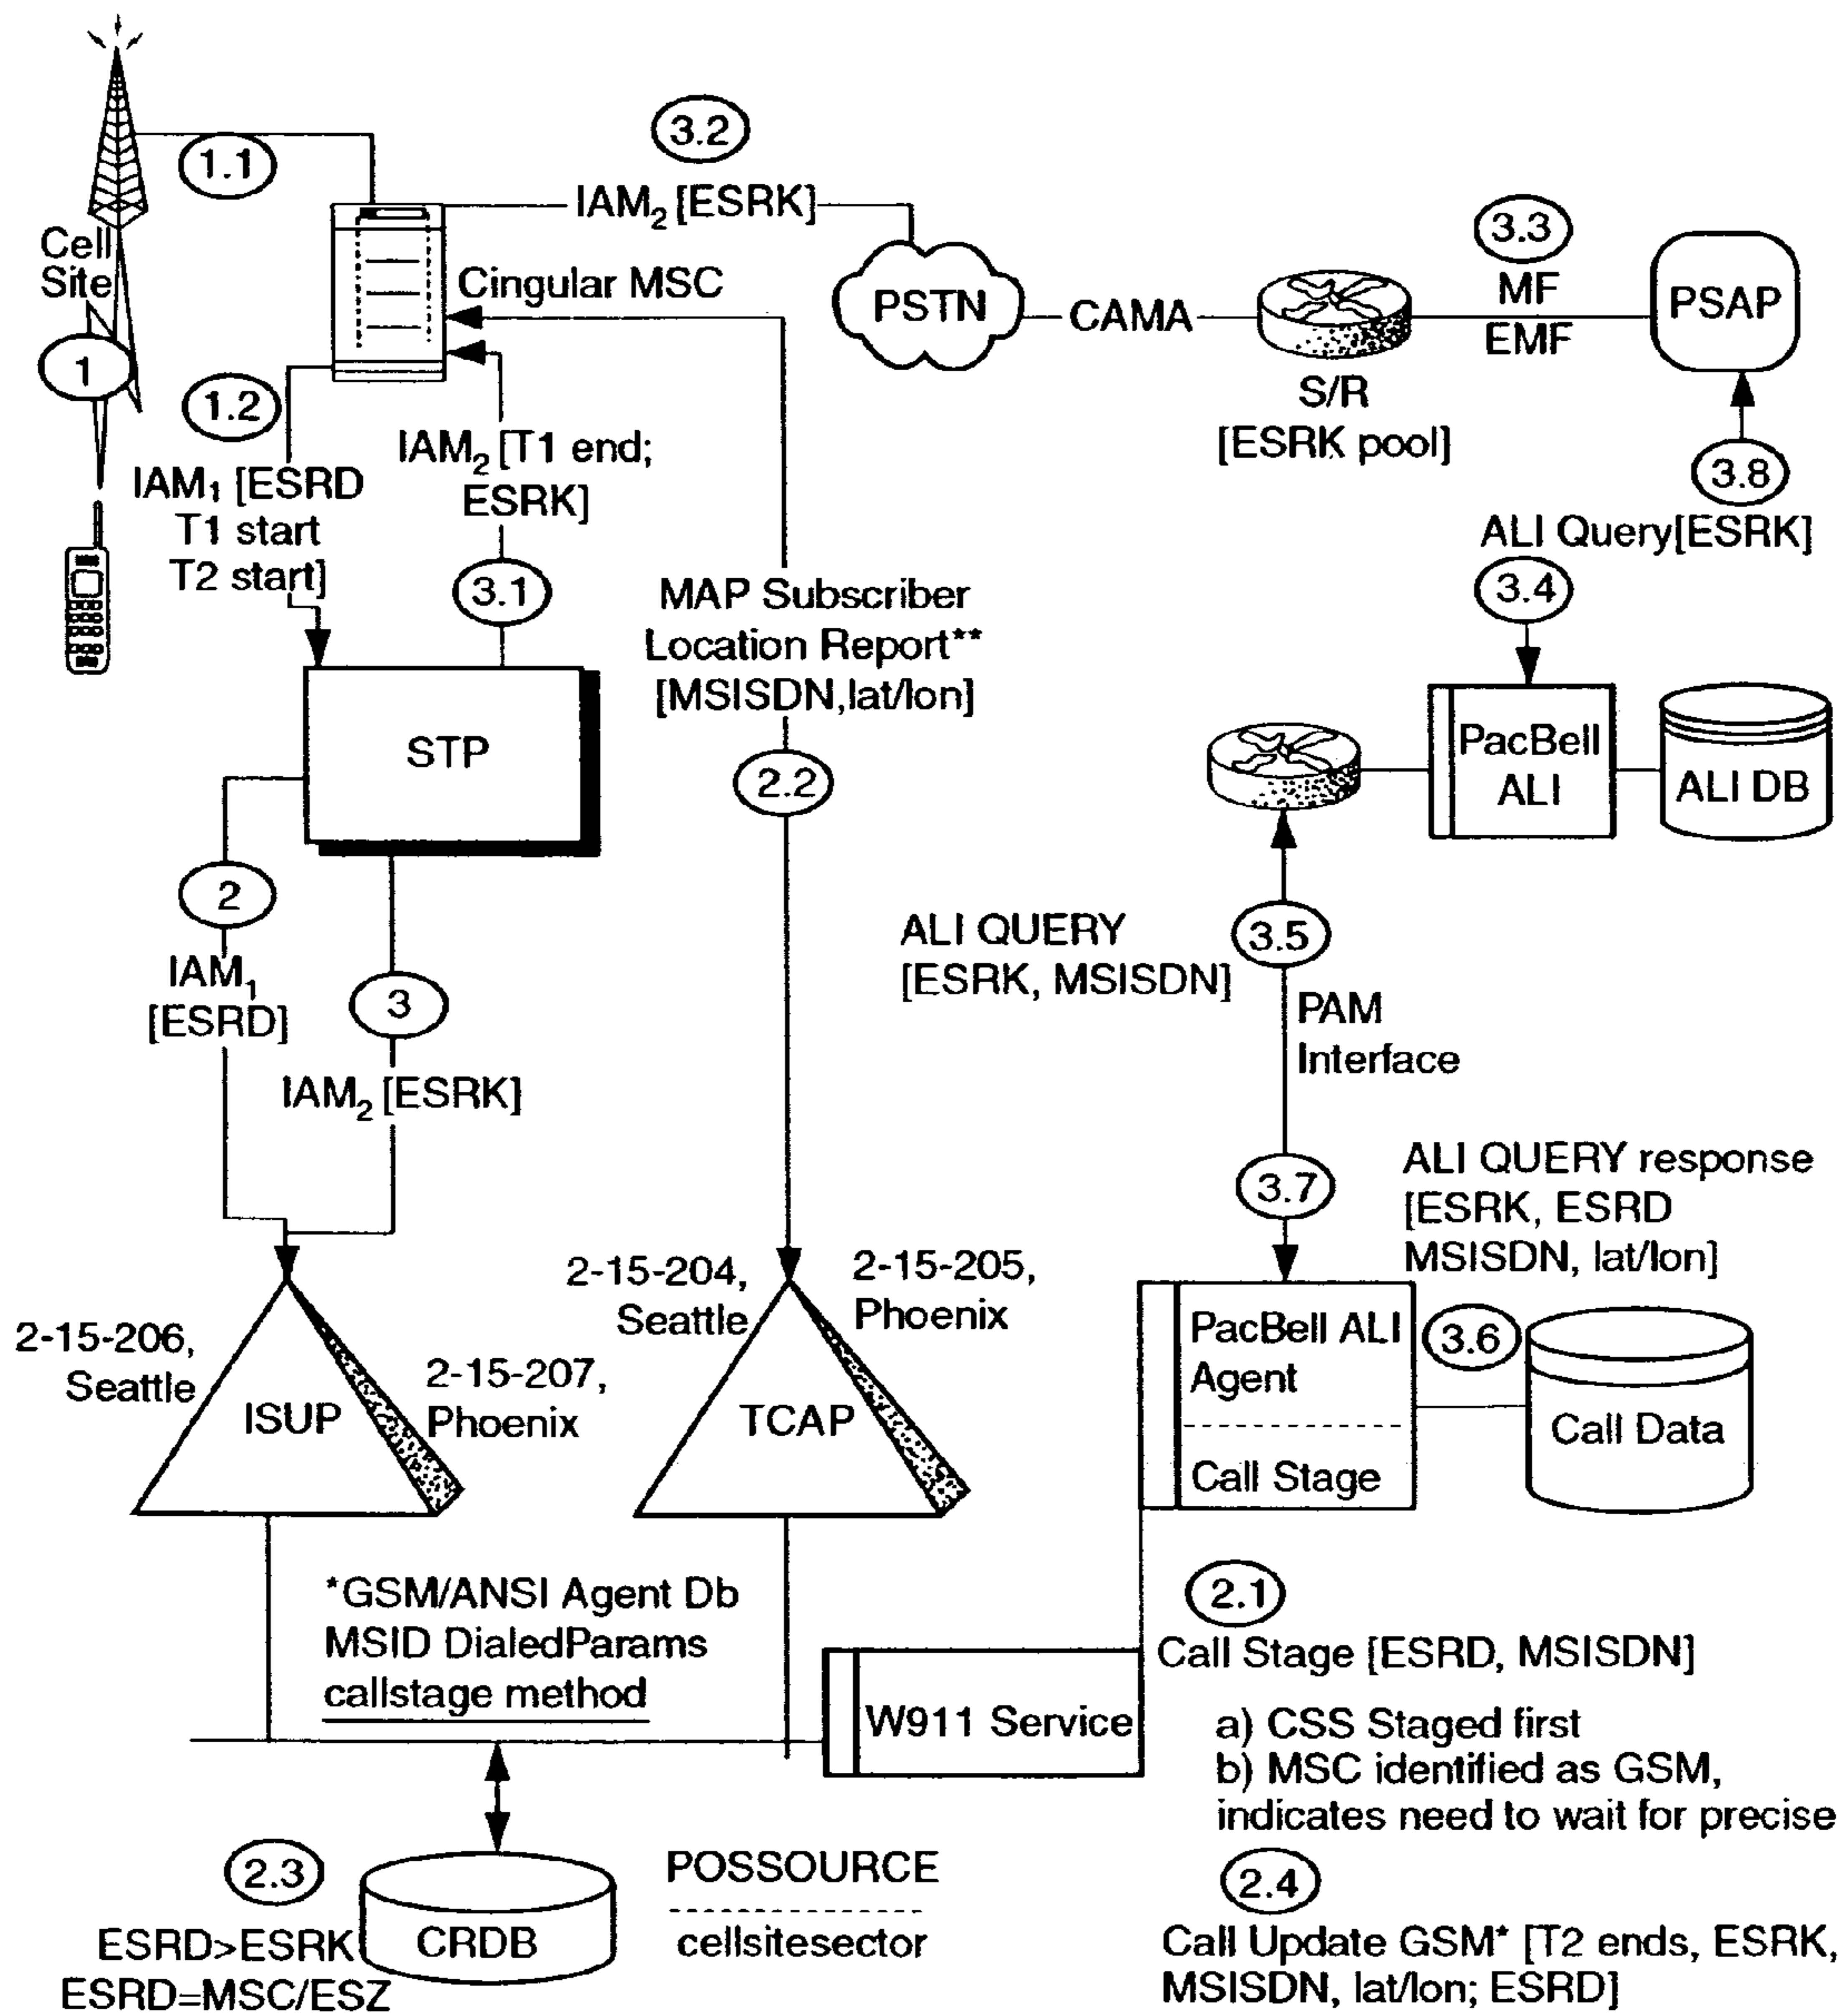 3.2
1.1
IAM₂ [ESRK]
3.3
Cell
Site
Cingular MSC
PSTN
CAMA
MF
EMF
PSAP
1
1.2
S/R
[ESRK pool]
IAM₂ [T1 end;
ESRK]
3.8
IAM₁ [ESRD
T1 start
T2 start]
ALI Query[ESRK]
3.1
3.4
MAP Subscriber
Location Report**
[MSISDN,lat/lon]
STP
2.2
PacBell
ALI
ALI DB
2
ALI QUERY
[ESRK, MSISDN]
3.5
IAM₁
[ESRD]
3
PAM
Interface
IAM₂ [ESRK]
3.7
ALI QUERY response
[ESRK, ESRD
MSISDN, lat/lon]
2-15-206,
Seattle
ISUP
2-15-207,
Phoenix
2-15-204,
Seattle
TCAP
2-15-205,
Phoenix
PacBell ALI
Agent
Call Stage
3.6
Call Data
*GSM/ANSI Agent Db
MSID DialedParams
callstage method
W911 Service
2.1
Call Stage [ESRD, MSISDN]
a) CSS Staged first
b) MSC identified as GSM,
indicates need to wait for precise
2.3
ESRD>ESRK
ESRD=MSC/ESZ
CRDB
POSSOURCE
cellsitesector
2.4
Call Update GSM* [T2 ends, ESRK,
MSISDN, lat/lon; ESRD]